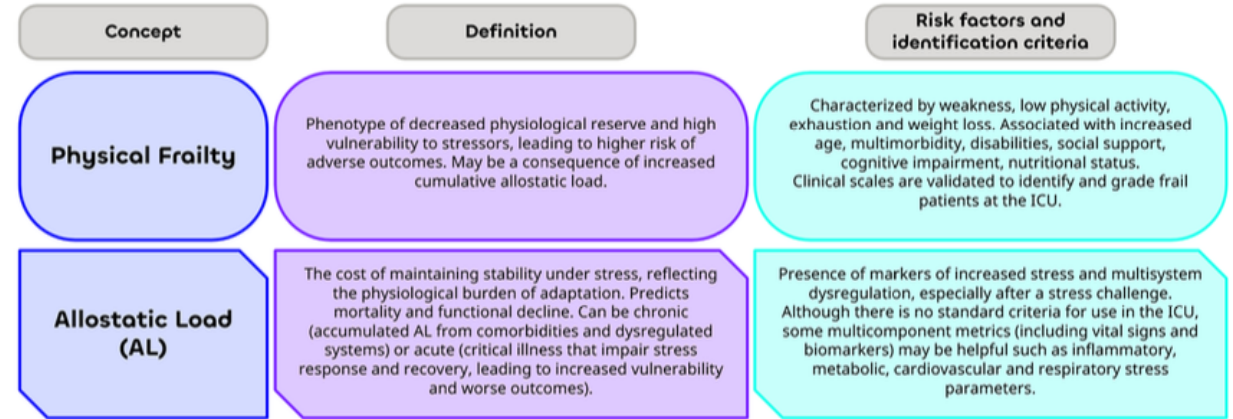 Concept
Definition
Risk factors and
identification criteria
Physical Frailty
Phenotype of decreased physiological reserve and high
vulnerability to stressors, leading to higher risk of
adverse outcomes. May be a consequence of increased
cumulative allostatic load.
Characterized by weakness, low physical activity,
exhaustion and weight loss. Associated with increased
age, multimorbidity, disabilities, social support,
cognitive impairment, nutritional status.
Clinical scales are validated to identify and grade frail
patients at the ICU.
Allostatic Load
(AL)
The cost of maintaining stability under stress, reflecting
the physiological burden of adaptation. Predicts
mortality and functional decline. Can be chronic
(accumulated AL from comorbidities and dysregulated
systems) or acute (critical illness that impair stress
response and recovery, leading to increased vulnerability
and worse outcomes).
Presence of markers of increased stress and multisystem
dysregulation, especially after a stress challenge.
Although there is no standard criteria for use in the ICU,
some multicomponent metrics (including vital signs and
biomarkers) may be helpful such as inflammatory,
metabolic, cardiovascular and respiratory stress
parameters.